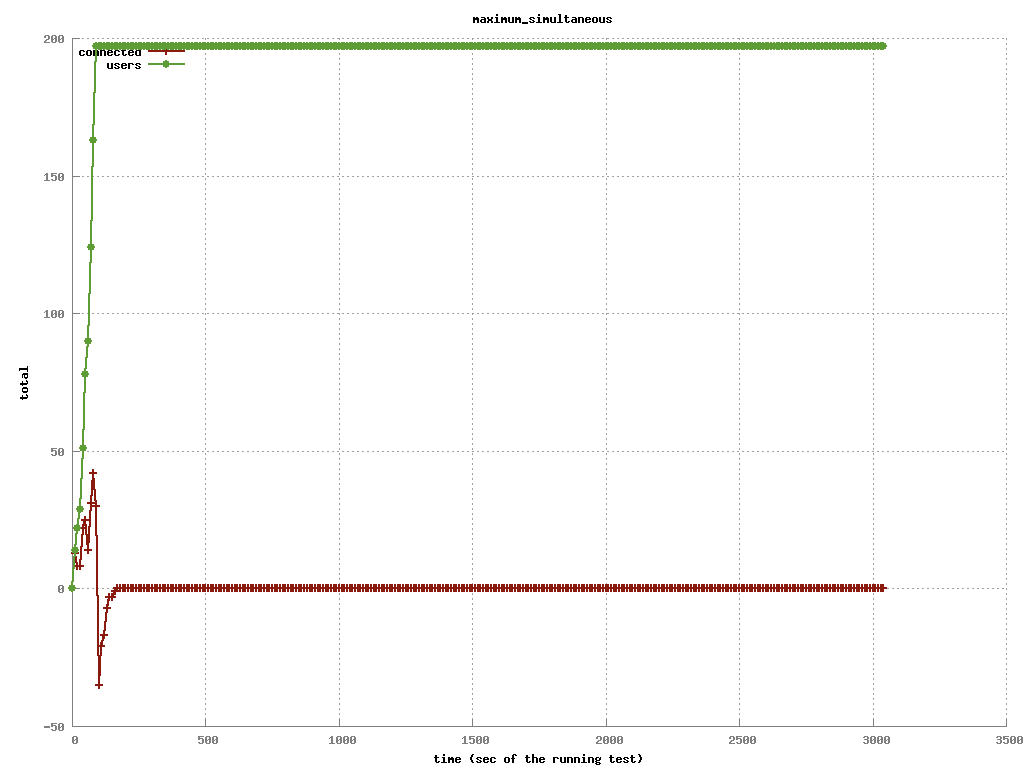 maximum_simultaneous
200
connected
users
150
100
total
50
0
-50
0 500 1000 1500 2000 2500 3000 3500
time (sec of the running test)